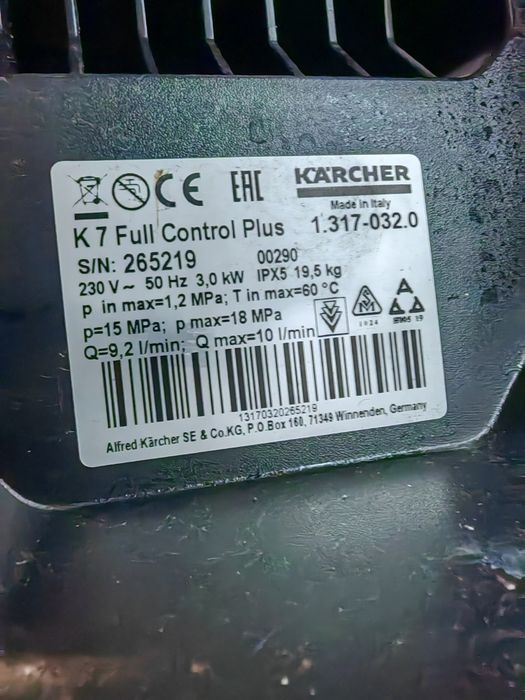 CE EAC KÄRCHER
Made in Italy
K 7 Full Control Plus 1.317-032.0
S/N: 265219 00290
230 V~ 50 Hz 3,0 kW IPX5 19,5 kg
p in max=1,2 MPa; T in max=60 °C
p=15 MPa; p max=18 MPa
Q=9,2 l/min; Q max=10 l/min
13170320265219
Alfred Kärcher SE & Co.KG, P.O.Box 160, 71349 Winnenden, Germany